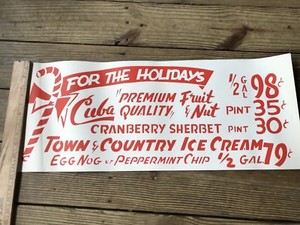 FOR THE HOLIDAYS
Cuba "PREMIUM QUALITY" Fruit & Nut 1/2 GAL 98¢
PINT 35¢
CRANBERRY SHERBET PINT 30¢
TOWN & COUNTRY ICE CREAM
EGG NOG or PEPPERMINT CHIP 1/2 GAL 79¢